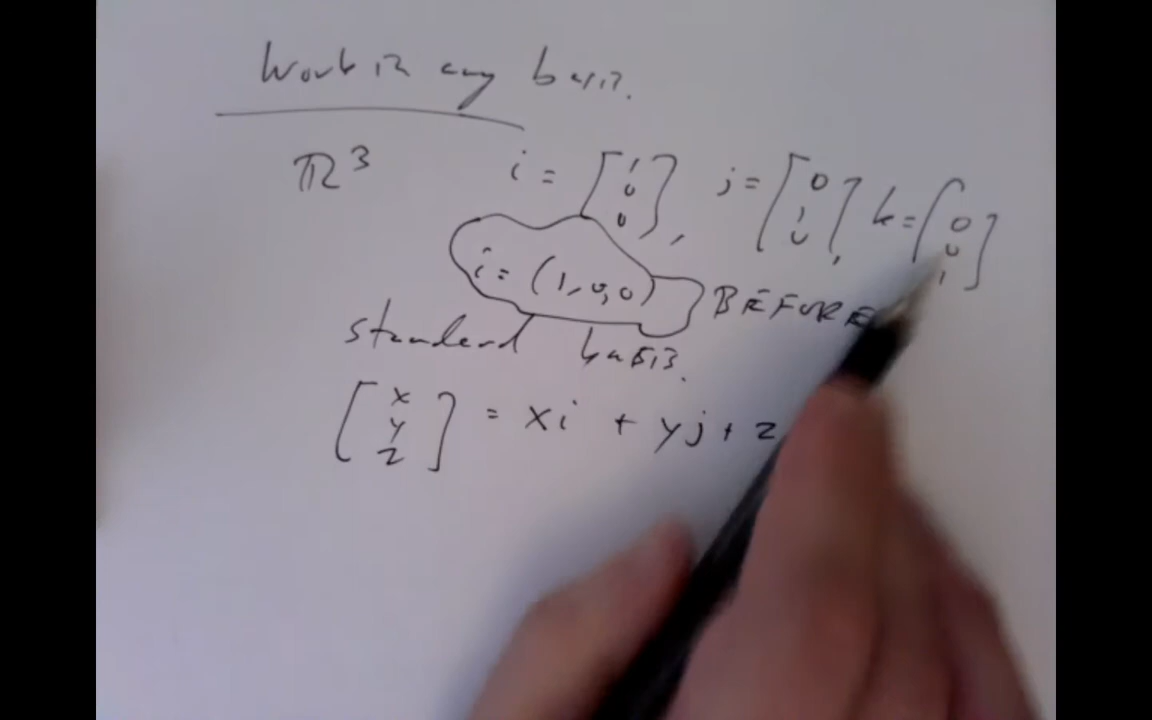 Work in any basis.
ℝ³ i = [1 0 0], j = [0 1 0], k = [0 0 1]
i = (1, 0, 0) BEFORE
standard basis.
[x y z] = xi + yj + z